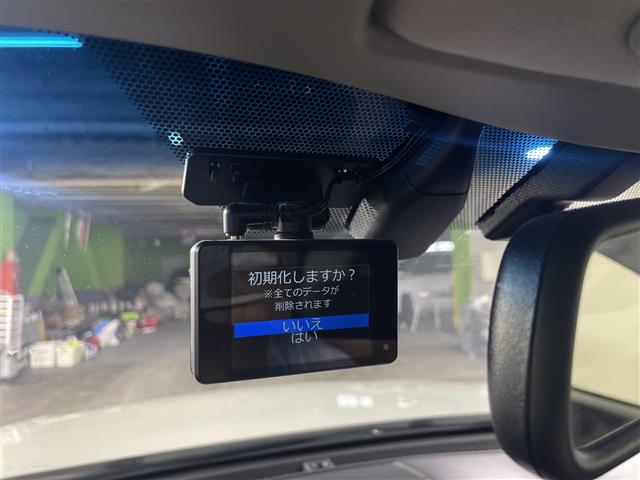 初期化しますか？
※全てのデータが
削除されます
いいえ
はい